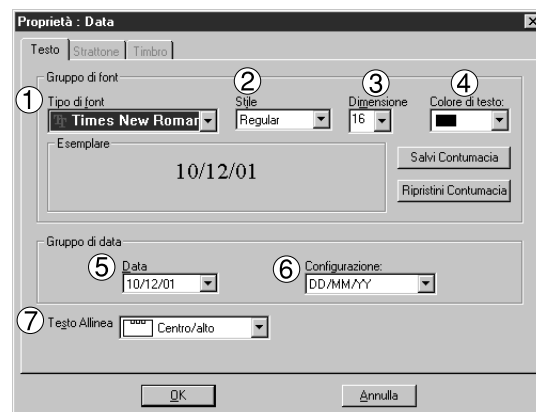 Proprietà : Data
Testo Strattone Timbro
Gruppo di font
① ② ③ ④
Tipo di font Stile Dimensione Colore di testo:
Times New Roman Regular 16
Esemplare
10/12/01
Salvi Contumacia
Ripristini Contumacia
Gruppo di data
⑤ Data ⑥ Configurazione:
10/12/01 DD/MM/YY
⑦ Testo Allinea Centro/alto
OK Annulla